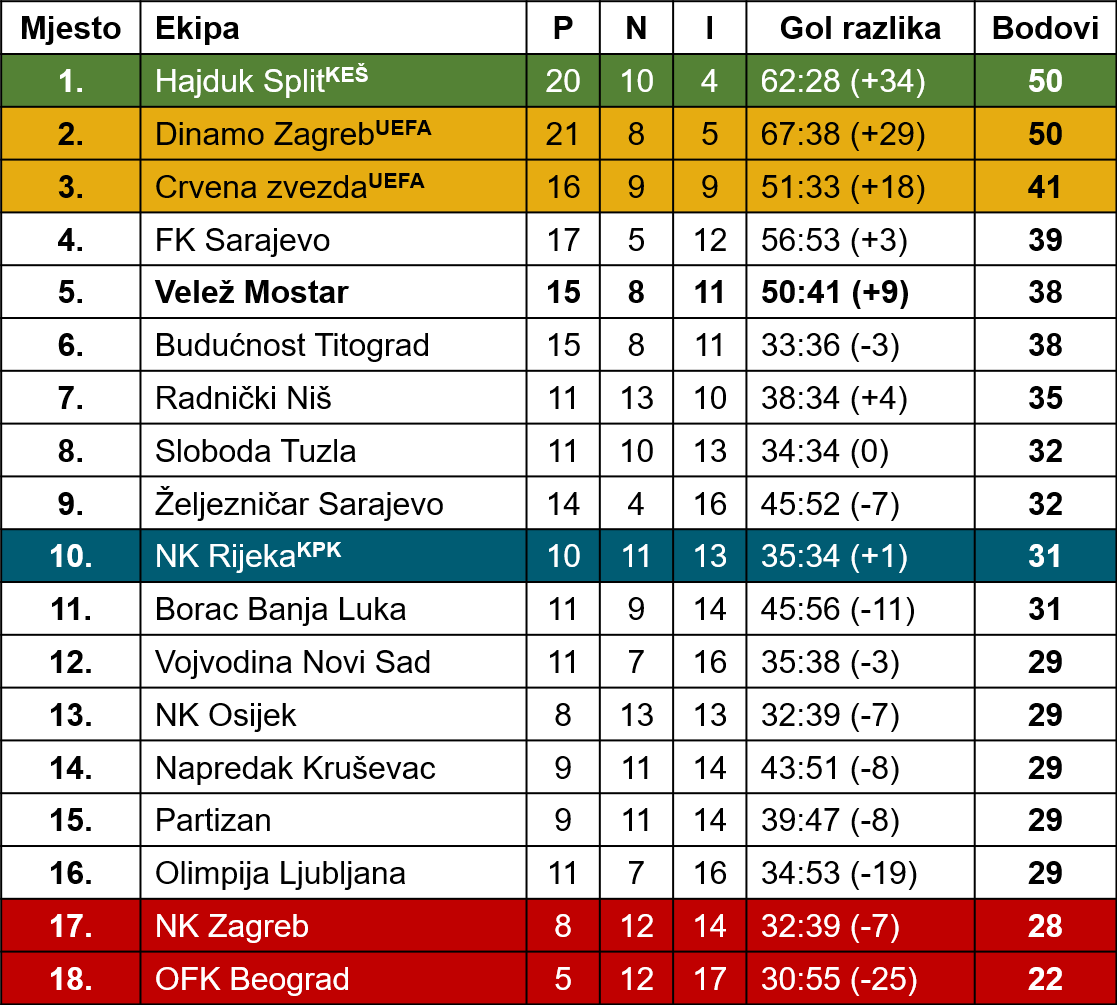 Mjesto Ekipa P N I Gol razlika Bodovi
1. Hajduk SplitKEŠ 20 10 4 62:28 (+34) 50
2. Dinamo ZagrebUEFA 21 8 5 67:38 (+29) 50
3. Crvena zvezdaUEFA 16 9 9 51:33 (+18) 41
4. FK Sarajevo 17 5 12 56:53 (+3) 39
5. Velež Mostar 15 8 11 50:41 (+9) 38
6. Budućnost Titograd 15 8 11 33:36 (-3) 38
7. Radnički Niš 11 13 10 38:34 (+4) 35
8. Sloboda Tuzla 11 10 13 34:34 (0) 32
9. Željezničar Sarajevo 14 4 16 45:52 (-7) 32
10. NK RijekaKPK 10 11 13 35:34 (+1) 31
11. Borac Banja Luka 11 9 14 45:56 (-11) 31
12. Vojvodina Novi Sad 11 7 16 35:38 (-3) 29
13. NK Osijek 8 13 13 32:39 (-7) 29
14. Napredak Kruševac 9 11 14 43:51 (-8) 29
15. Partizan 9 11 14 39:47 (-8) 29
16. Olimpija Ljubljana 11 7 16 34:53 (-19) 29
17. NK Zagreb 8 12 14 32:39 (-7) 28
18. OFK Beograd 5 12 17 30:55 (-25) 22